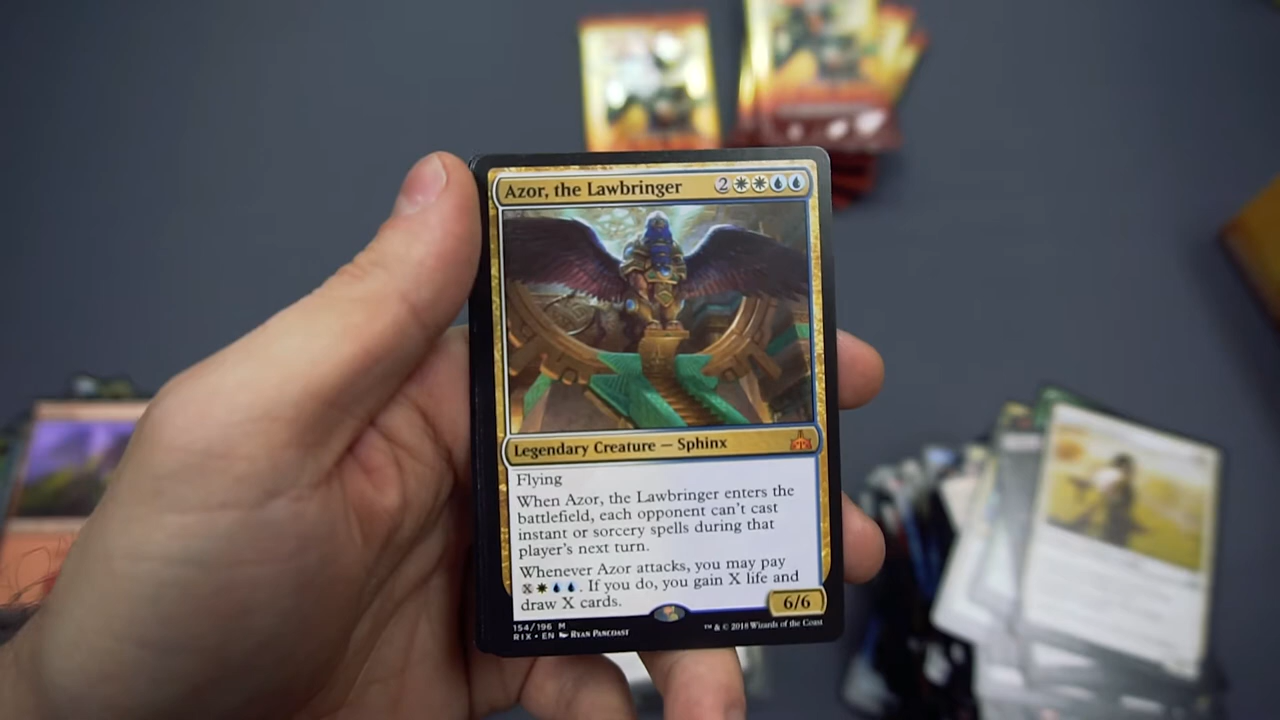 Azor, the Lawbringer 2
Legendary Creature — Sphinx
Flying
When Azor, the Lawbringer enters the
battlefield, each opponent can't cast
instant or sorcery spells during that
player's next turn.
Whenever Azor attacks, you may pay
X . If you do, you gain X life and
draw X cards.
6/6
154/196 M
RIX • EN Ryan Pancoast
™ & © 2018 Wizards of the Coast